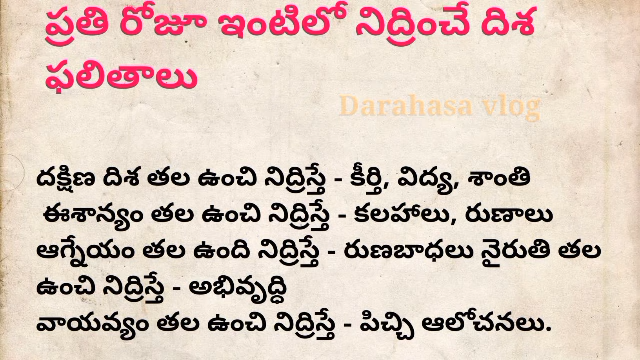 ప్రతి రోజూ ఇంటిలో నిద్రించే దిశ
ఫలితాలు
Darahasa vlog
దక్షిణ దిశ తల ఉంచి నిద్రిస్తే - కీర్తి, విద్య, శాంతి
ఈశాన్యం తల ఉంచి నిద్రిస్తే - కలహాలు, రుణాలు
ఆగ్నేయం తల ఉంది నిద్రిస్తే - రుణబాధలు నైరుతి తల
ఉంచి నిద్రిస్తే - అభివృద్ధి
వాయవ్యం తల ఉంచి నిద్రిస్తే - పిచ్చి ఆలోచనలు.